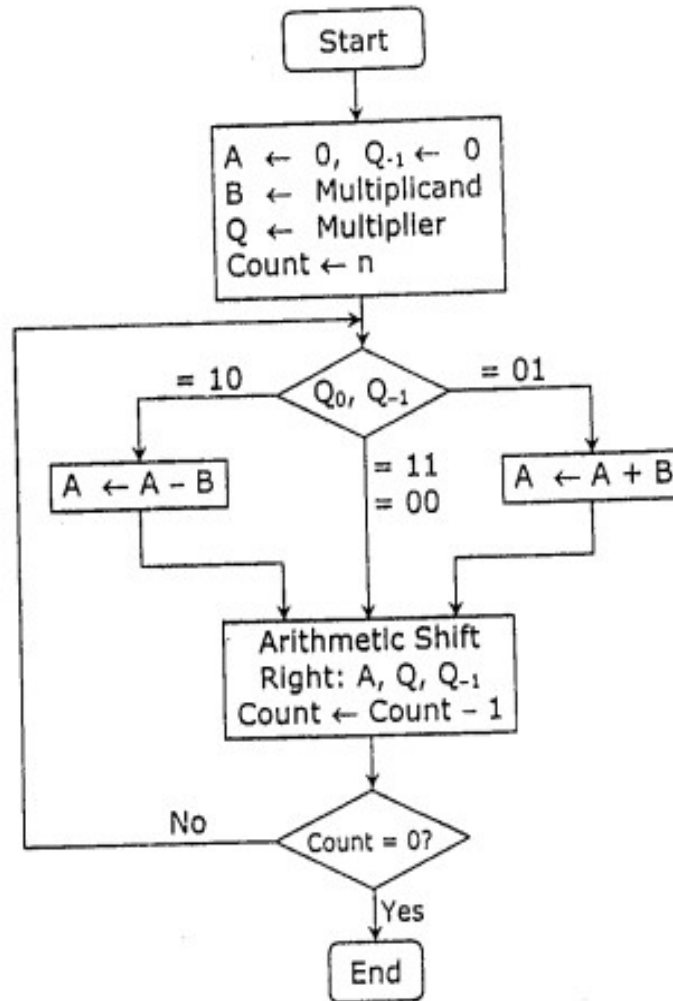 Start
A ← 0, Q₋₁ ← 0
B ← Multiplicand
Q ← Multiplier
Count ← n
= 10
Q₀, Q₋₁
= 01
= 11
= 00
A ← A − B
A ← A + B
Arithmetic Shift
Right: A, Q, Q₋₁
Count ← Count − 1
No
Count = 0?
Yes
End